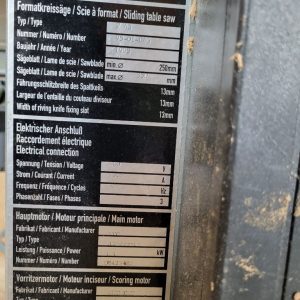 Formatkreissäge / Scie à format / Sliding table saw
Typ / Type
Nummer / Numéro / Number
Baujahr / Année / Year
Sägeblatt / Lame de scie / Sawblade min.Ø 250mm
Sägeblatt / Lame de scie / Sawblade max.Ø mm
Führungsschlitzbreite des Spaltkeils 13mm
Largeur de l'entaille du couteau diviseur 13mm
Width of riving knife fixing slot 13mm
Elektrischer Anschluß
Raccordement électrique
Electrical connection
Spannung / Tension / Voltage V
Strom / Courant / Current A
Frequenz / Fréquence / Cycles Hz
Phasenzahl / Fases / Phases 3
Hauptmotor / Moteur principale / Main motor
Fabrikat / Fabricant / Manufacturer
Typ / Type
Leistung / Puissance / Power kW
Nummer / Numéro / Number
Vorritzermotor / Moteur inciseur / Scoring motor
Fabrikat / Fabricant / Manufacturer